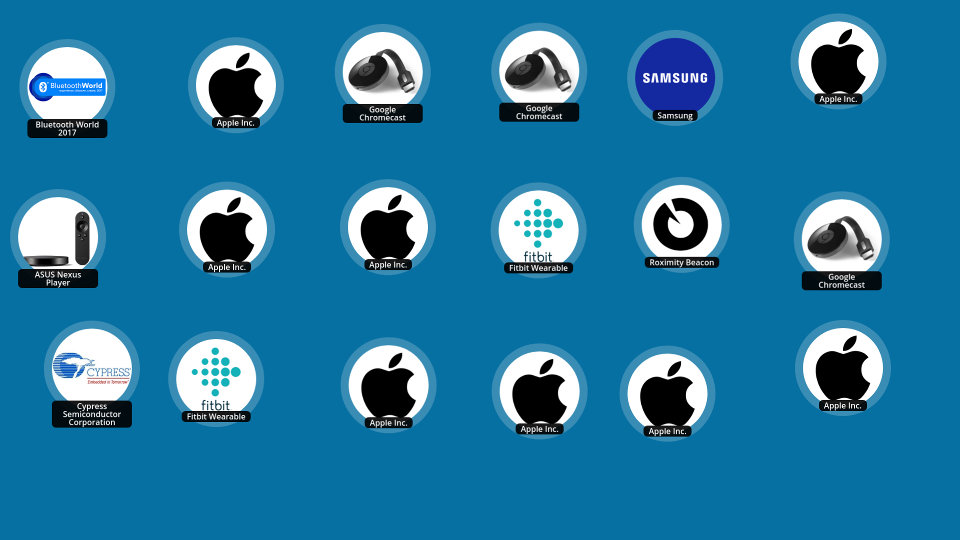 BluetoothWorld
Bluetooth World
2017
Apple Inc.
Google
Chromecast
Google
Chromecast
SAMSUNG
Samsung
Apple Inc.
ASUS Nexus
Player
Apple Inc.
Apple Inc.
fitbit
Fitbit Wearable
Roximity Beacon
Google
Chromecast
CYPRESS
Embedded in Tomorrow
Cypress
Semiconductor
Corporation
fitbit
Fitbit Wearable
Apple Inc.
Apple Inc.
Apple Inc.
Apple Inc.